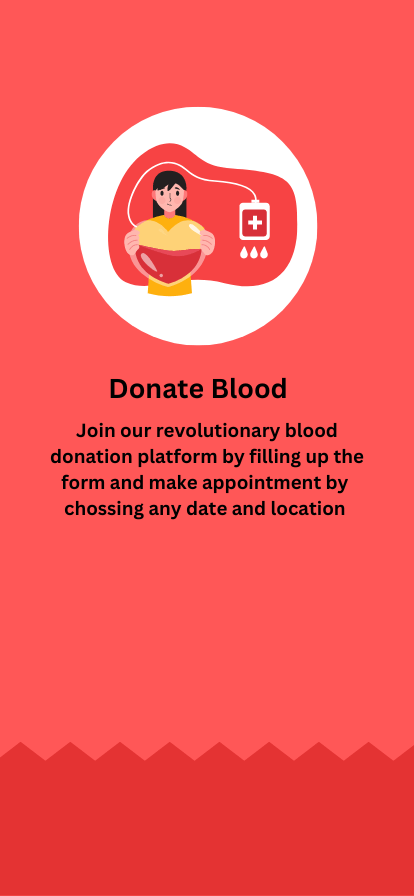 Donate Blood
Join our revolutionary blood
donation platform by filling up the
form and make appointment by
chossing any date and location